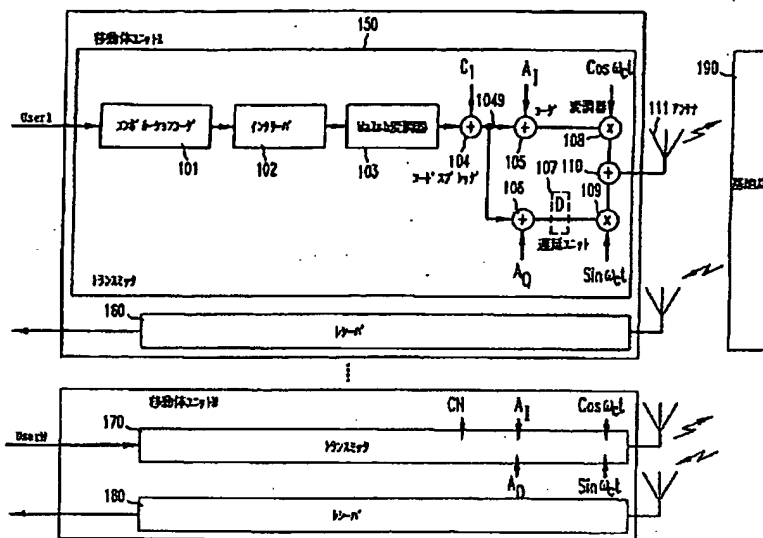 150
移動体ユニット1
190
C1
AI
Cosωct
User1
コンボルーションコーダ
インタリーバ
Walsh変調器
1049
コーダ
変調器
111 アンテナ
101
102
103
104
コードスプレッダ
105
108
110
106
107
D
109
遅延ユニット
AQ
Sinωct
トランスミッタ
160
レシーバ
移動体ユニットN
CN
AI
Cosωct
170
UserN
トランスミッタ
AQ
Sinωct
180
レシーバ